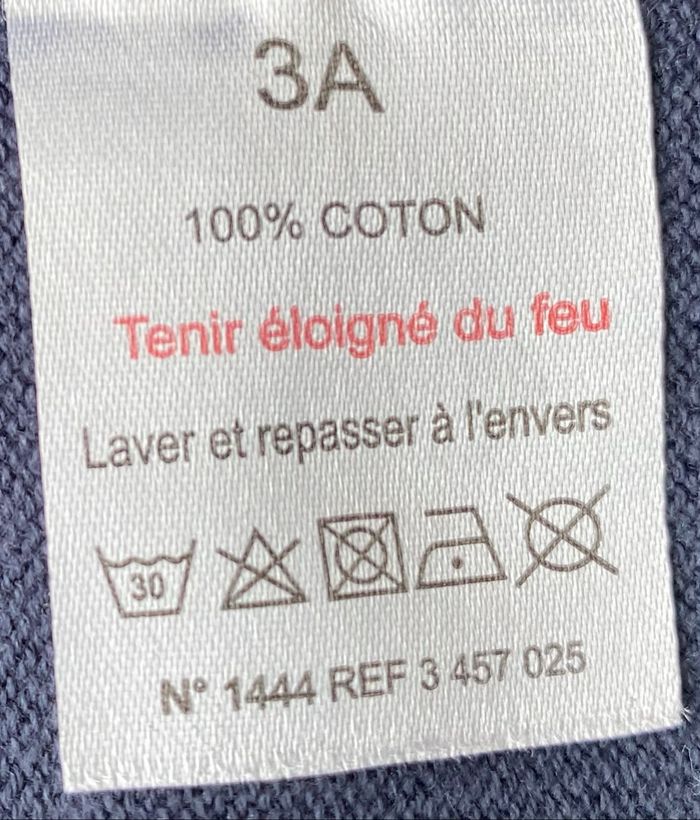 3A
100% COTON
Tenir éloigné du feu
Laver et repasser à l'envers
30
N° 1444 REF 3 457 025